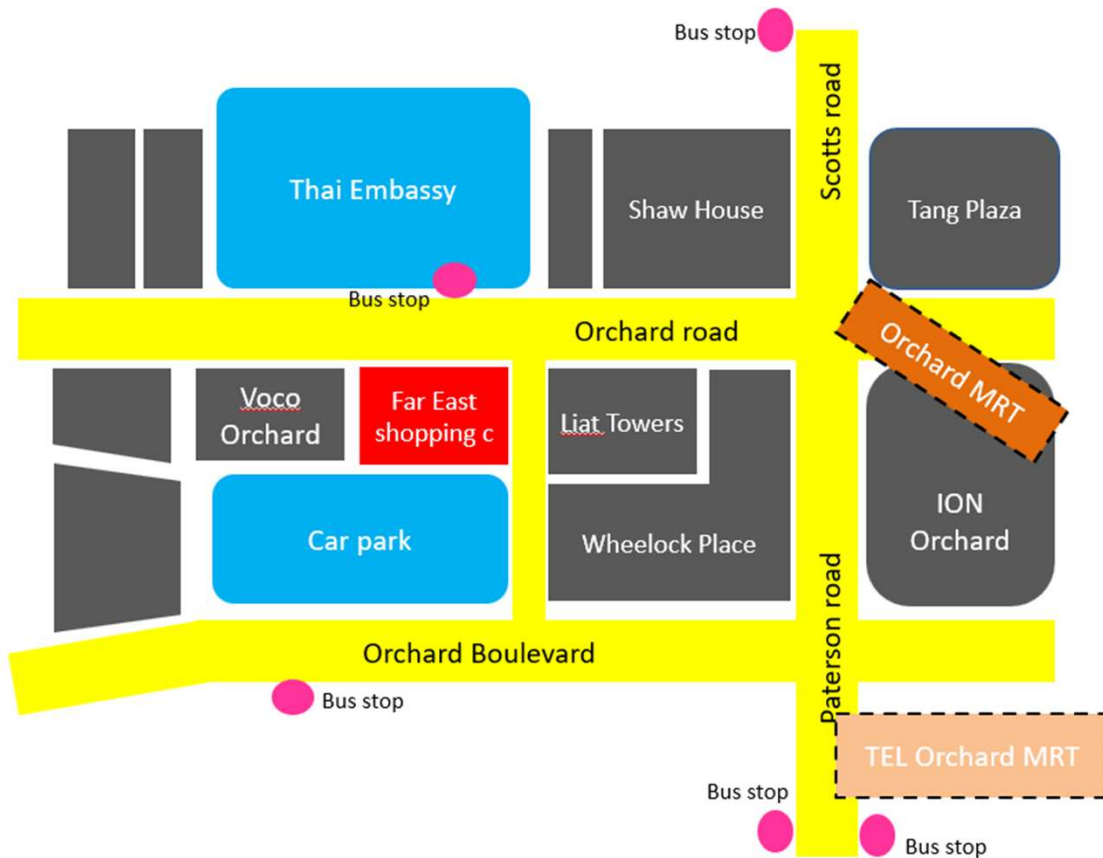 Bus stop
Scotts road
Thai Embassy
Shaw House
Tang Plaza
Bus stop
Orchard road
Orchard MRT
Voco
Orchard
Far East
shopping c
Liat Towers
ION
Orchard
Car park
Wheelock Place
Paterson road
Orchard Boulevard
Bus stop
TEL Orchard MRT
Bus stop
Bus stop